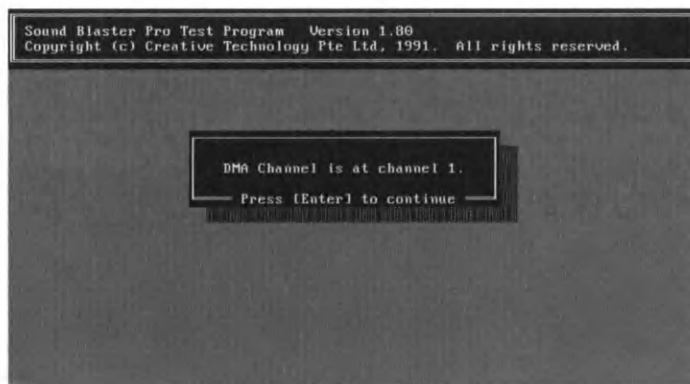 Sound Blaster Pro Test Program Version 1.80
Copyright (c) Creative Technology Pte Ltd, 1991. All rights reserved.
DMA Channel is at channel 1.
Press [Enter] to continue